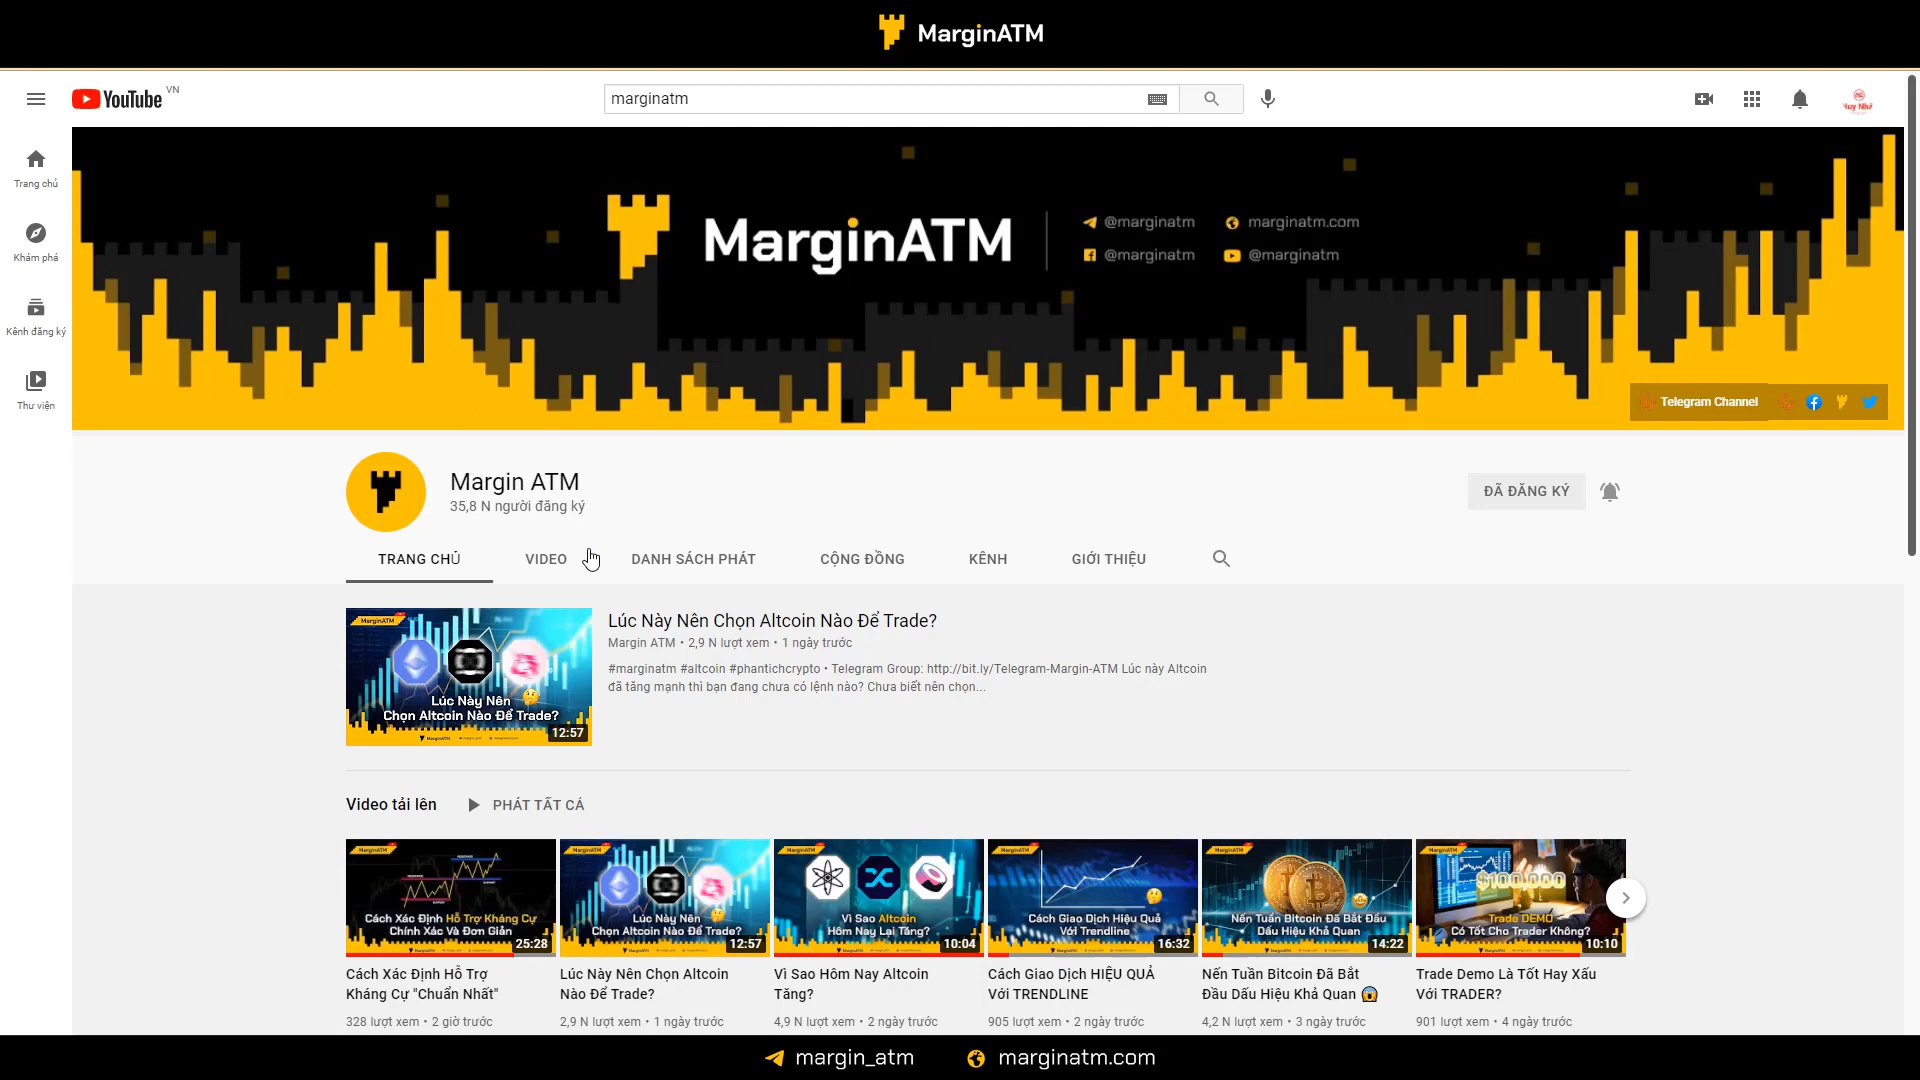 MarginATM
YouTube VN
marginatm
Trang chủ
Khám phá
Kênh đăng ký
Thư viện
MarginATM
@marginatm
marginatm.com
@marginatm
@marginatm
Telegram Channel
Margin ATM
35,8 N người đăng ký
ĐÃ ĐĂNG KÝ
TRANG CHỦ
VIDEO
DANH SÁCH PHÁT
CỘNG ĐỒNG
KÊNH
GIỚI THIỆU
MarginATM
Lúc Này Nên
Chọn Altcoin Nào Để Trade?
12:57
Lúc Này Nên Chọn Altcoin Nào Để Trade?
Margin ATM • 2,9 N lượt xem • 1 ngày trước
#marginatm #altcoin #phantichcrypto • Telegram Group: http://bit.ly/Telegram-Margin-ATM Lúc này Altcoin
đã tăng mạnh thì bạn đang chưa có lệnh nào? Chưa biết nên chọn...
Video tải lên
PHÁT TẤT CẢ
MarginATM
Cách Xác Định Hỗ Trợ Kháng Cự
Chính Xác Và Đơn Giản
25:28
Cách Xác Định Hỗ Trợ
Kháng Cự "Chuẩn Nhất"
328 lượt xem • 2 giờ trước
MarginATM
Lúc Này Nên
Chọn Altcoin Nào Để Trade?
12:57
Lúc Này Nên Chọn Altcoin
Nào Để Trade?
2,9 N lượt xem • 1 ngày trước
MarginATM
Vì Sao Altcoin
Hôm Nay Lại Tăng?
10:04
Vì Sao Hôm Nay Altcoin
Tăng?
4,9 N lượt xem • 2 ngày trước
MarginATM
Cách Giao Dịch Hiệu Quả
Với Trendline
16:32
Cách Giao Dịch HIỆU QUẢ
Với TRENDLINE
905 lượt xem • 2 ngày trước
MarginATM
Nến Tuần Bitcoin Đã Bắt Đầu
Dấu Hiệu Khả Quan
14:22
Nến Tuần Bitcoin Đã Bắt
Đầu Dấu Hiệu Khả Quan 😱
4,2 N lượt xem • 3 ngày trước
MarginATM
$100,000
Trade DEMO
Có Tốt Cho Trader Không?
10:10
Trade Demo Là Tốt Hay Xấu
Với TRADER?
901 lượt xem • 4 ngày trước
margin_atm
marginatm.com